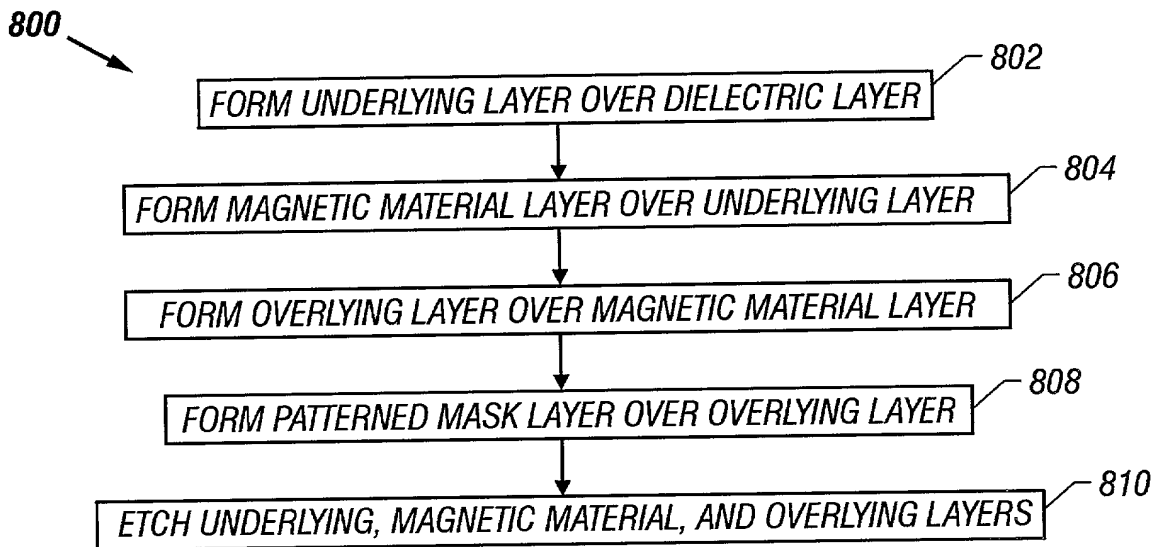 800
802
FORM UNDERLYING LAYER OVER DIELECTRIC LAYER
804
FORM MAGNETIC MATERIAL LAYER OVER UNDERLYING LAYER
806
FORM OVERLYING LAYER OVER MAGNETIC MATERIAL LAYER
808
FORM PATTERNED MASK LAYER OVER OVERLYING LAYER
810
ETCH UNDERLYING, MAGNETIC MATERIAL, AND OVERLYING LAYERS